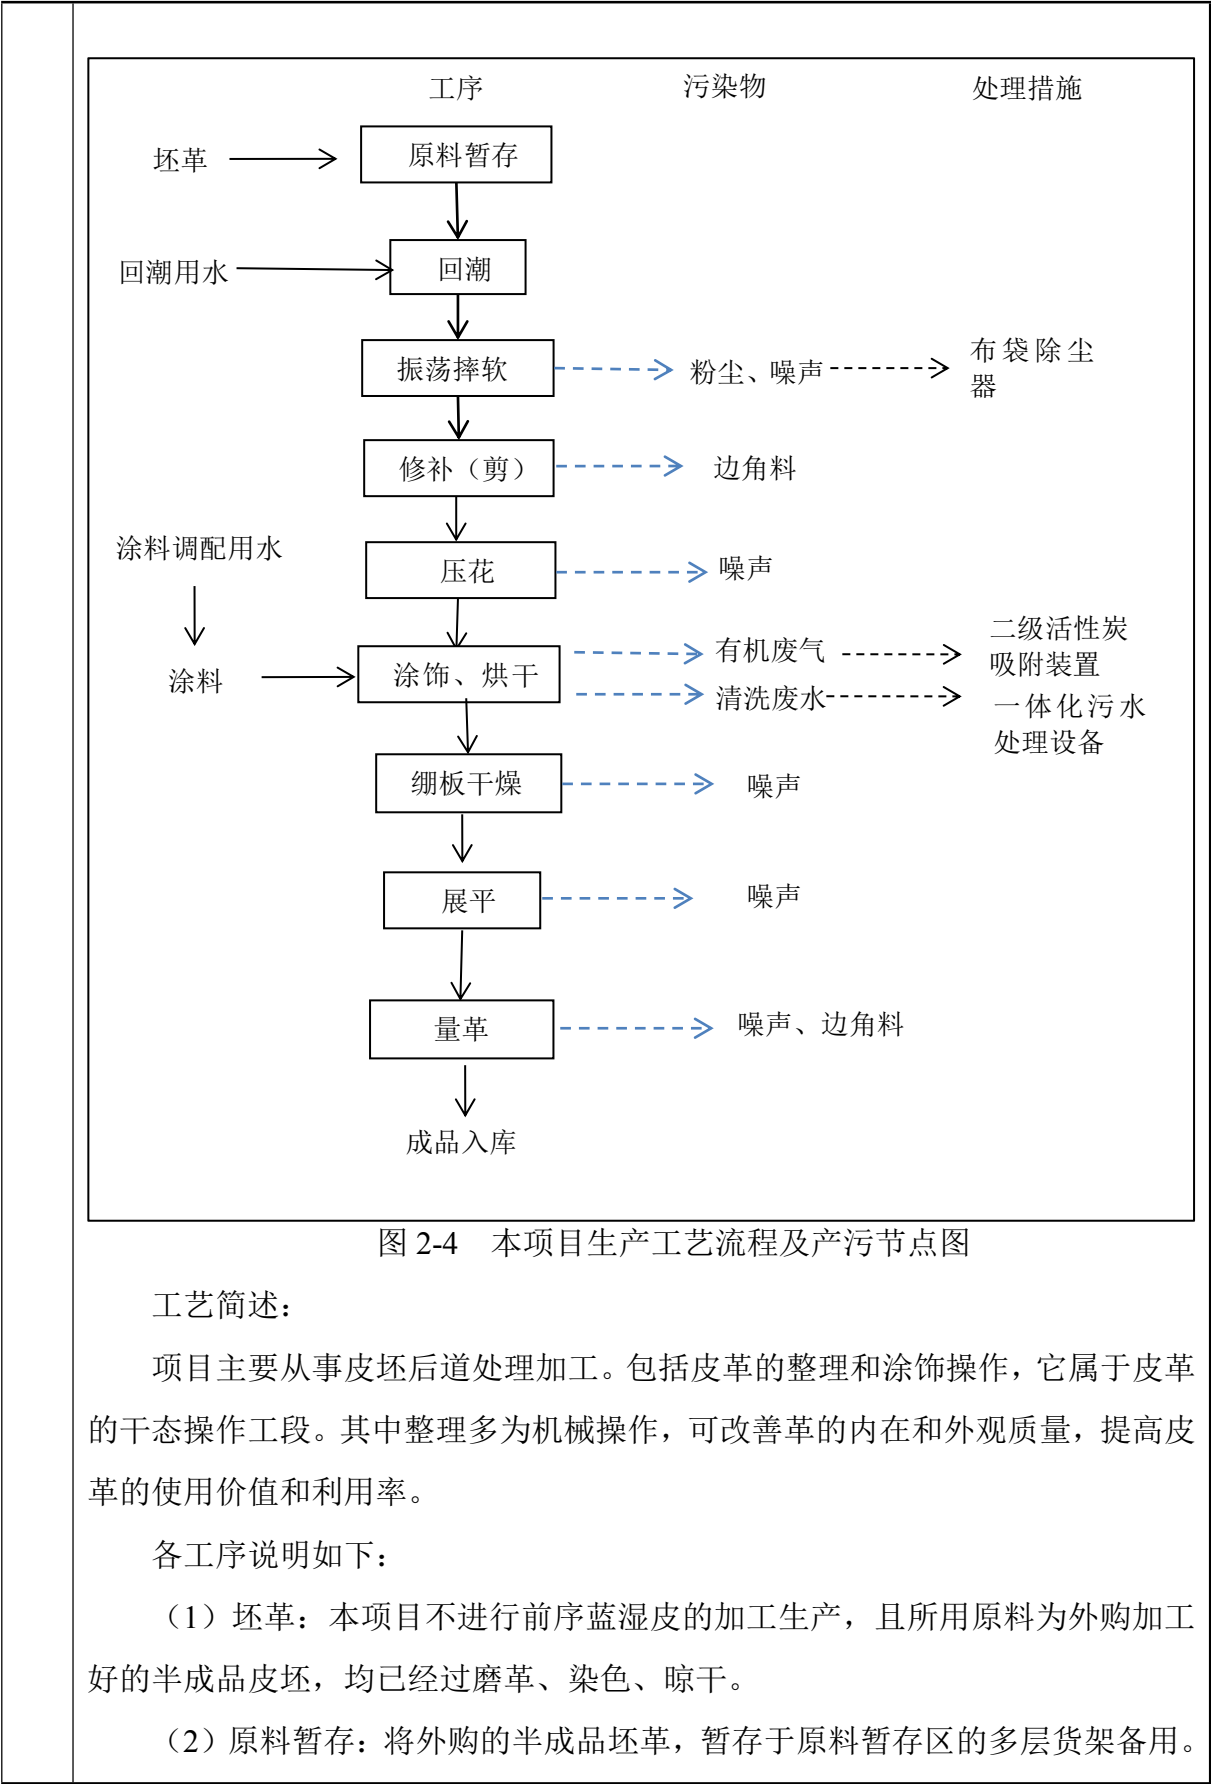 工序 污染物 处理措施
坯革 原料暂存
回潮用水 回潮
振荡摔软 粉尘、噪声 布袋除尘
器
修补（剪） 边角料
涂料调配用水 压花 噪声
涂料 涂饰、烘干 有机废气 二级活性炭
吸附装置
清洗废水 一体化污水
处理设备
绷板干燥 噪声
展平 噪声
量革 噪声、边角料
成品入库
图 2-4 本项目生产工艺流程及产污节点图
工艺简述：
项目主要从事皮坯后道处理加工。包括皮革的整理和涂饰操作，它属于皮革
的干态操作工段。其中整理多为机械操作，可改善革的内在和外观质量，提高皮
革的使用价值和利用率。
各工序说明如下：
（1）坯革：本项目不进行前序蓝湿皮的加工生产，且所用原料为外购加工
好的半成品皮坯，均已经过磨革、染色、晾干。
（2）原料暂存：将外购的半成品坯革，暂存于原料暂存区的多层货架备用。